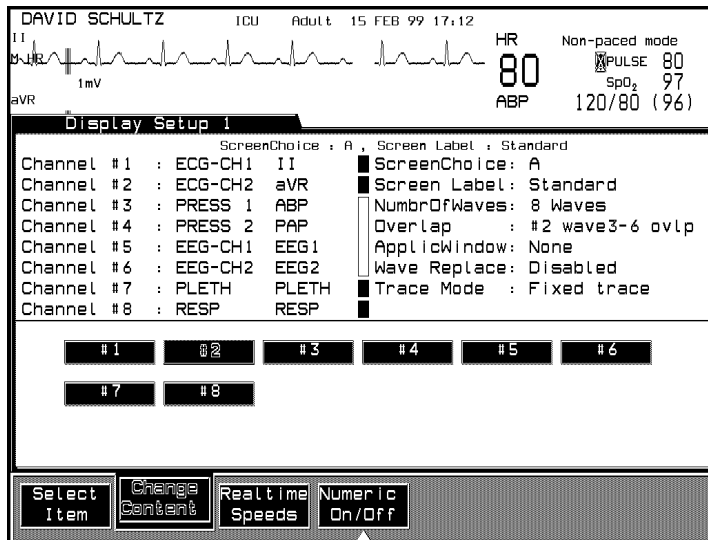 DAVID SCHULTZ ICU Adult 15 FEB 99 17:12
II
M HR
1mV
aVR
HR
80
ABP
Non-paced mode
PULSE 80
SpO2 97
120/80 (96)
Display Setup 1
ScreenChoice : A , Screen Label : Standard
Channel #1 : ECG-CH1 II
Channel #2 : ECG-CH2 aVR
Channel #3 : PRESS 1 ABP
Channel #4 : PRESS 2 PAP
Channel #5 : EEG-CH1 EEG1
Channel #6 : EEG-CH2 EEG2
Channel #7 : PLETH PLETH
Channel #8 : RESP RESP
ScreenChoice: A
Screen Label: Standard
NumbrOfWaves: 8 Waves
Overlap : #2 wave3-6 ovlp
ApplicWindow: None
Wave Replace: Disabled
Trace Mode : Fixed trace
#1 #2 #3 #4 #5 #6
#7 #8
Select Item
Change Content
Realtime Speeds
Numeric On/Off